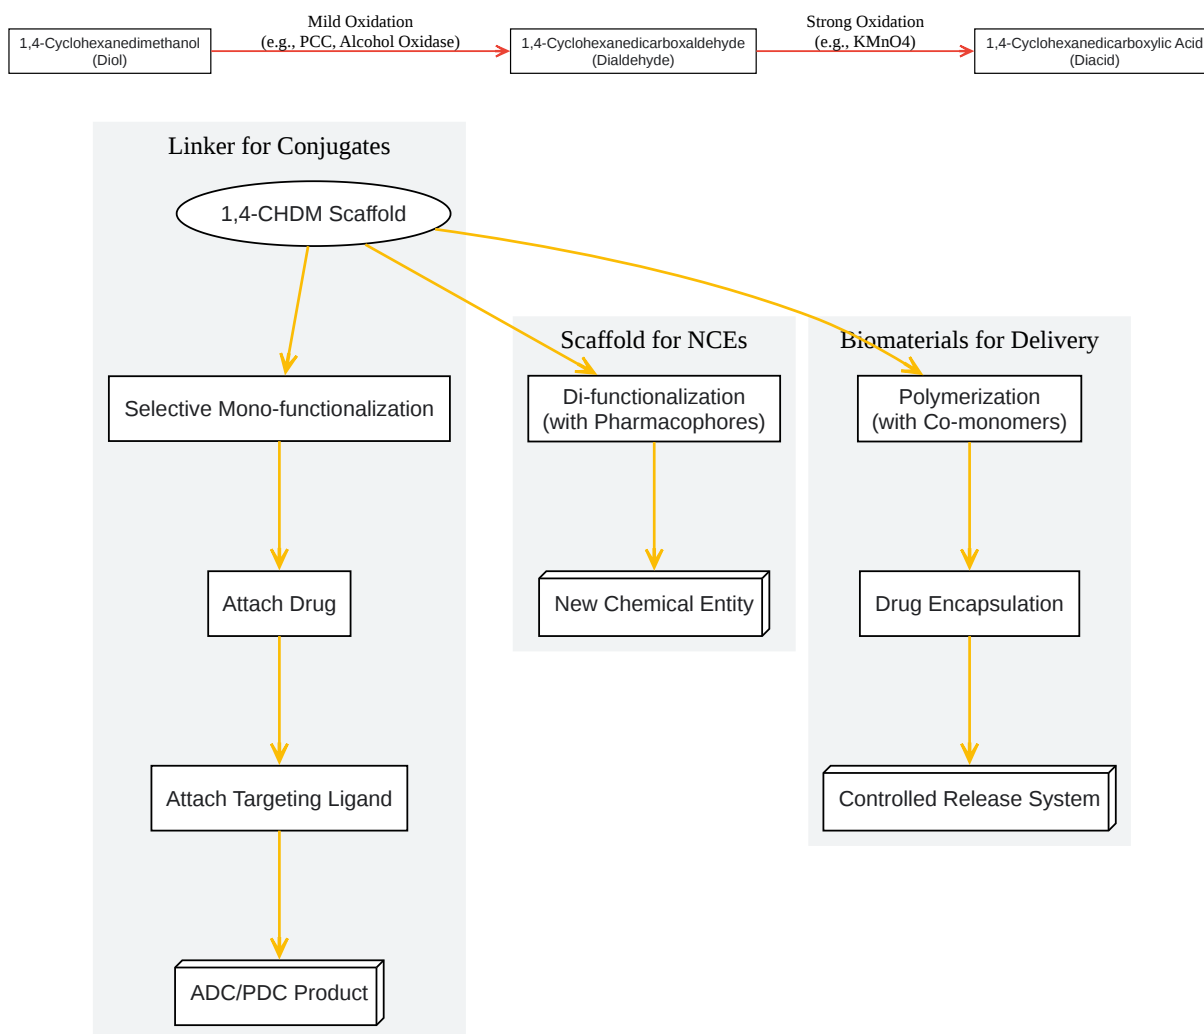 Mild Oxidation
(e.g., PCC, Alcohol Oxidase)
Strong Oxidation
(e.g., KMnO4)
1,4-Cyclohexanedimethanol
(Diol)
1,4-Cyclohexanedicarboxaldehyde
(Dialdehyde)
1,4-Cyclohexanedicarboxylic Acid
(Diacid)
Linker for Conjugates
1,4-CHDM Scaffold
Scaffold for NCEs
Biomaterials for Delivery
Selective Mono-functionalization
Di-functionalization
(with Pharmacophores)
Polymerization
(with Co-monomers)
Attach Drug
New Chemical Entity
Drug Encapsulation
Attach Targeting Ligand
Controlled Release System
ADC/PDC Product